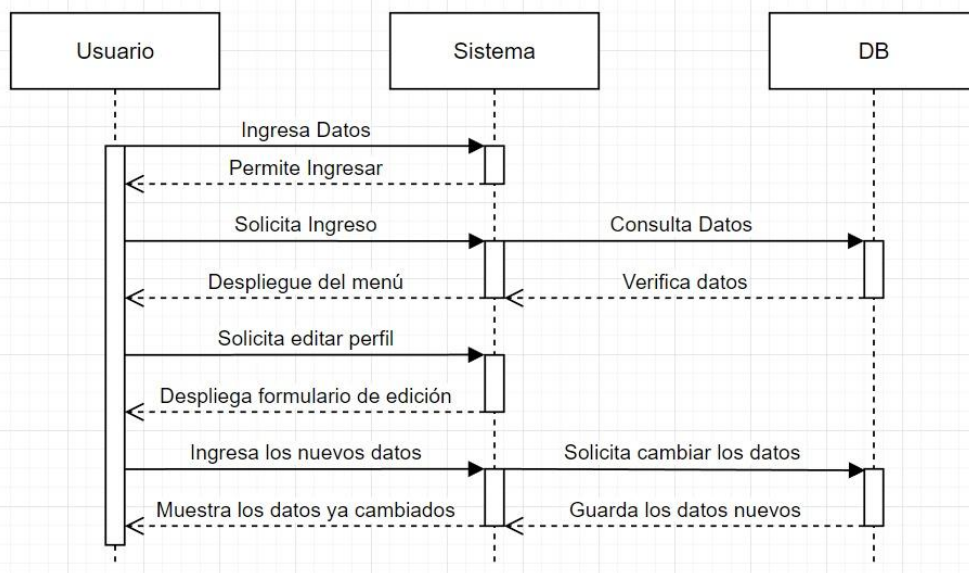 Usuario
Sistema
DB
Ingresa Datos
Permite Ingresar
Solicita Ingreso
Consulta Datos
Despliegue del menú
Verifica datos
Solicita editar perfil
Despliega formulario de edición
Ingresa los nuevos datos
Solicita cambiar los datos
Muestra los datos ya cambiados
Guarda los datos nuevos